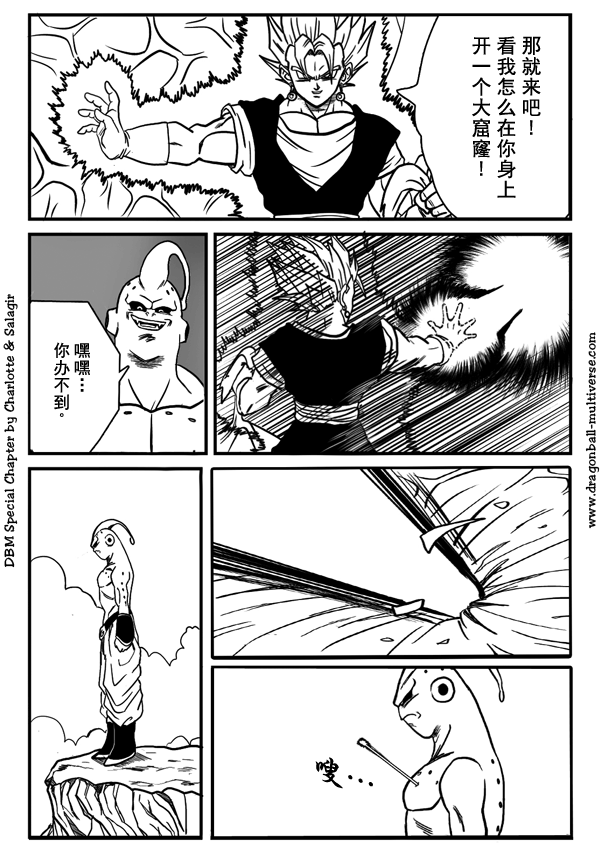 那就来吧！
看我怎么在你身上
开一个大窟窿！
嘿嘿…
你办不到。
嗖…
DBM Special Chapter by Charlotte & Salagir
www.dragonball-multiverse.com